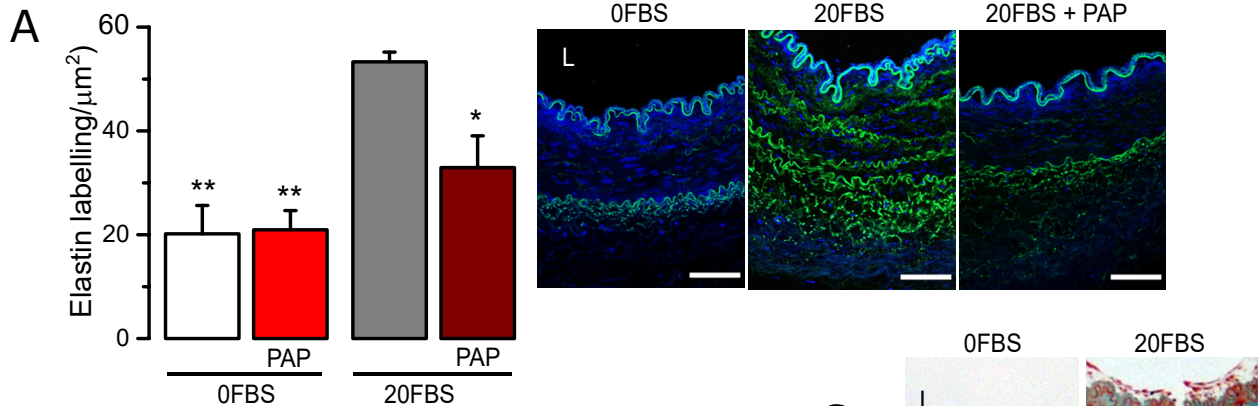 A
Elastin labelling/μm²
60
40
20
0
**
**
*
PAP
PAP
0FBS
20FBS
0FBS
20FBS
20FBS + PAP
L
0FBS
20FBS